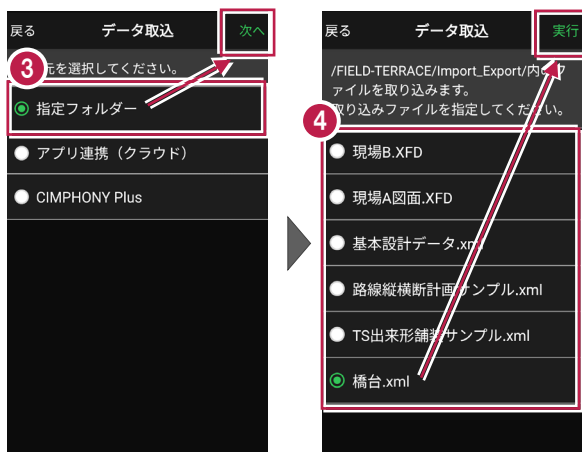 戻る
データ取込
次へ
3
元を選択してください。
指定フォルダー
アプリ連携（クラウド）
CIMPHONY Plus
戻る
データ取込
実行
/FIELD-TERRACE/Import_Export/内の
ァイルを取り込みます。
取り込みファイルを指定してください。
4
現場B.XFD
現場A図面.XFD
基本設計データ.xml
路線縦横断計画サンプル.xml
TS出来形舗装サンプル.xml
橋台.xml